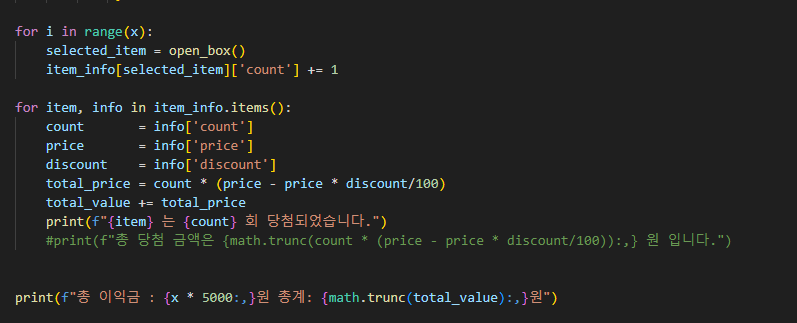 for i in range(x):
    selected_item = open_box()
    item_info[selected_item]['count'] += 1
for item, info in item_info.items():
    count       = info['count']
    price       = info['price']
    discount    = info['discount']
    total_price = count * (price - price * discount/100)
    total_value += total_price
    print(f"{item} 는 {count} 회 당첨되었습니다.")
    #print(f"총 당첨 금액은 {math.trunc(count * (price - price * discount/100)):,} 원 입니다.")
print(f"총 이익금 : {x * 5000:,}원 총계: {math.trunc(total_value):,}원")